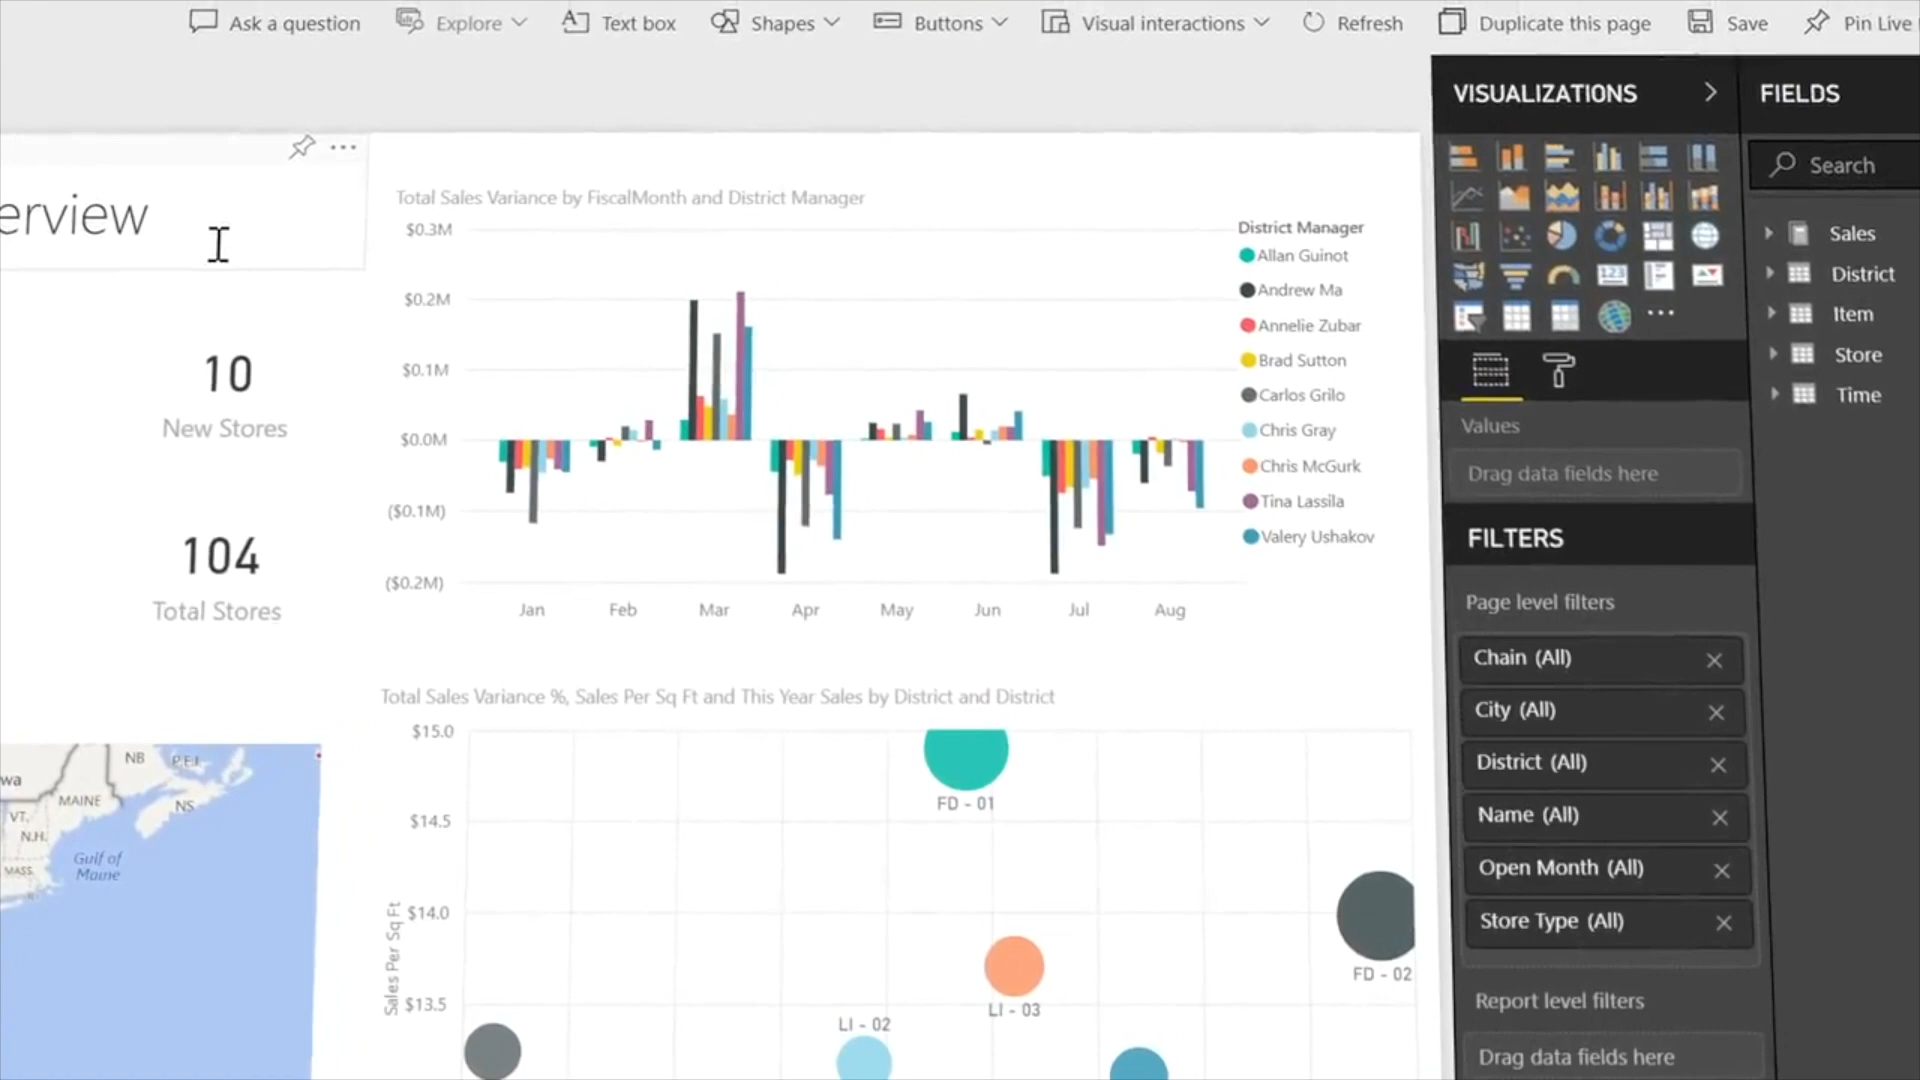 Ask a question
Explore
Text box
Shapes
Buttons
Visual interactions
Refresh
Duplicate this page
Save
Pin Live
erview
10
New Stores
104
Total Stores
wa
NB
P.E.I.
MAINE
NS
VT.
N.H.
MASS.
Gulf of
Maine
Total Sales Variance by FiscalMonth and District Manager
$0.3M
$0.2M
$0.1M
$0.0M
($0.1M)
($0.2M)
Jan
Feb
Mar
Apr
May
Jun
Jul
Aug
District Manager
Allan Guinot
Andrew Ma
Annelie Zubar
Brad Sutton
Carlos Grilo
Chris Gray
Chris McGurk
Tina Lassila
Valery Ushakov
Total Sales Variance %, Sales Per Sq Ft and This Year Sales by District and District
Sales Per Sq Ft
$15.0
$14.5
$14.0
$13.5
FD - 01
FD - 02
LI - 03
LI - 02
VISUALIZATIONS
123
Values
Drag data fields here
FILTERS
Page level filters
Chain (All)
City (All)
District (All)
Name (All)
Open Month (All)
Store Type (All)
Report level filters
Drag data fields here
FIELDS
Search
Sales
District
Item
Store
Time